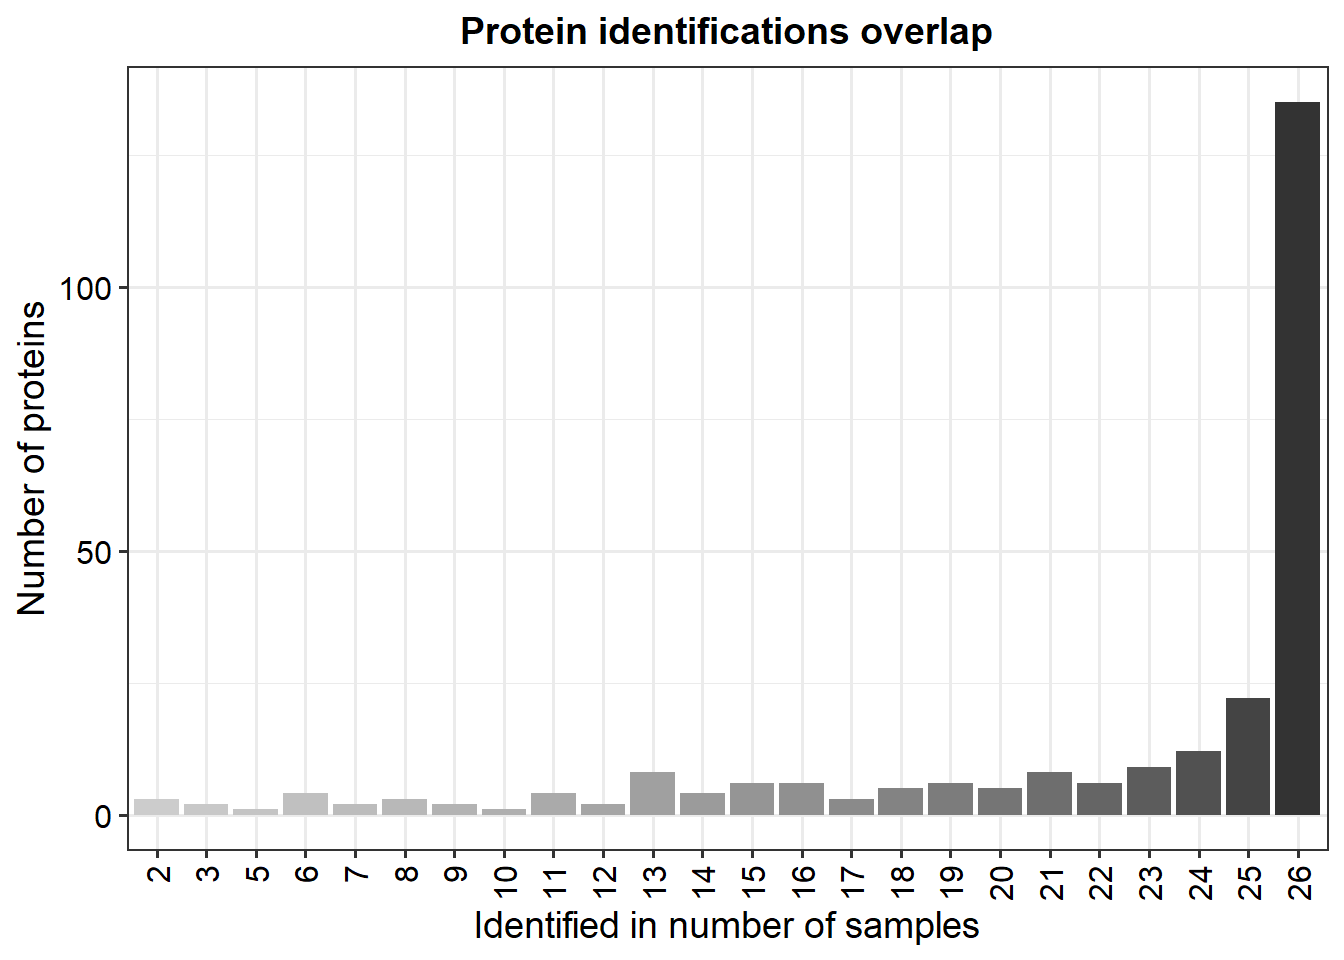 Protein identifications overlap
Number of proteins
100
50
0
2 3 5 6 7 8 9 10 11 12 13 14 15 16 17 18 19 20 21 22 23 24 25 26
Identified in number of samples